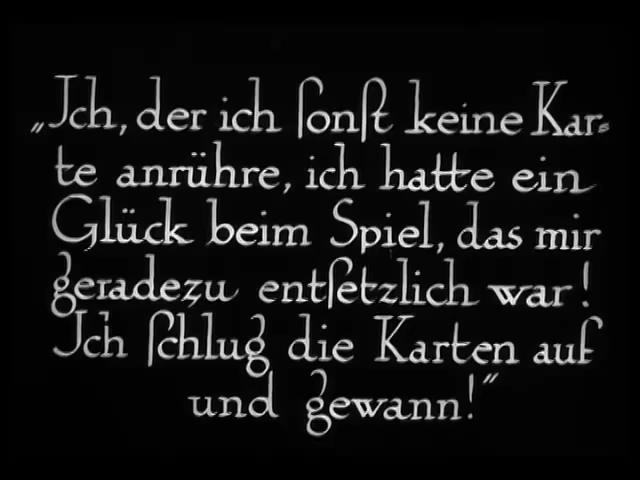 „Ich, der ich ſonſt keine Kar-
te anrühre, ich hatte ein
Glück beim Spiel, das mir
geradezu entſetzlich war!
Ich ſchlug die Karten auf
und gewann!“